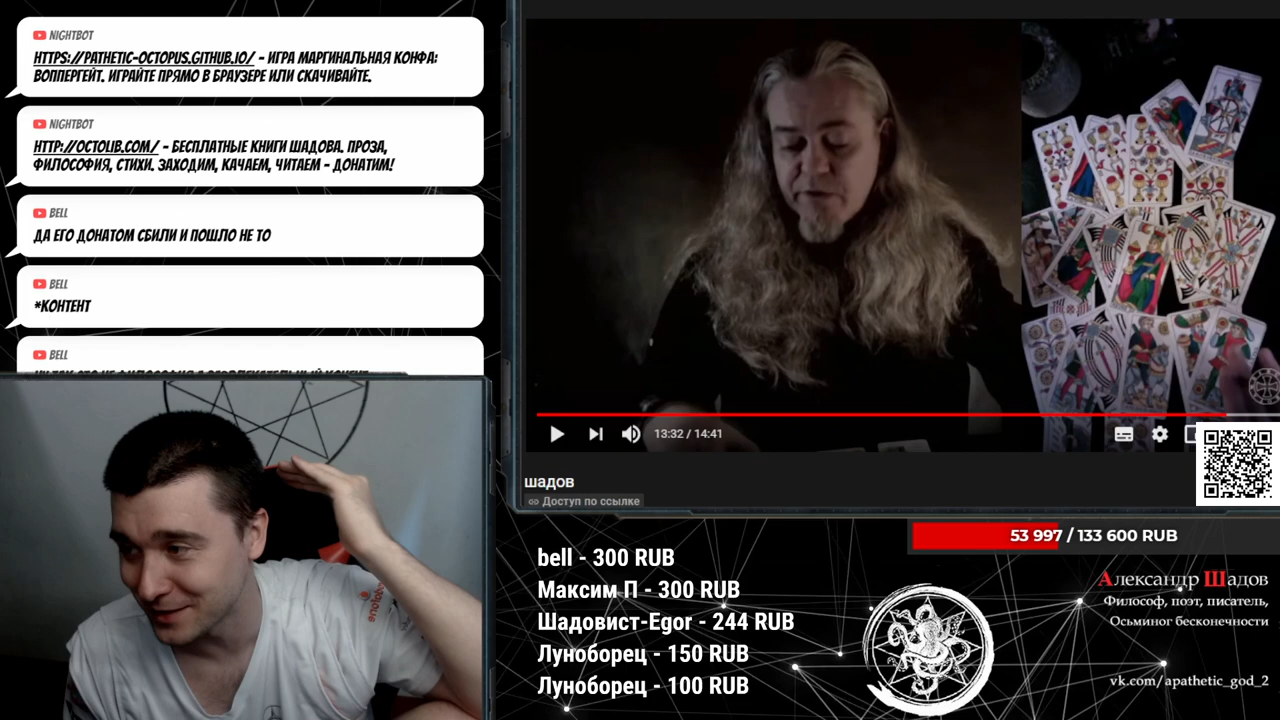 NIGHTBOT
HTTPS://PATHETIC-OCTOPUS.GITHUB.IO/ - ИГРА МАРГИНАЛЬНАЯ КОНФА:
ВОППЕРГЕЙТ. ИГРАЙТЕ ПРЯМО В БРАУЗЕРЕ ИЛИ СКАЧИВАЙТЕ.
NIGHTBOT
HTTP://OCTOLIB.COM/ - БЕСПЛАТНЫЕ КНИГИ ШАДОВА. ПРОЗА,
ФИЛОСОФИЯ, СТИХИ. ЗАХОДИМ, КАЧАЕМ, ЧИТАЕМ - ДОНАТИМ!
BELL
ДА ЕГО ДОНАТОМ СБИЛИ И ПОШЛО НЕ ТО
BELL
*КОНТЕНТ
BELL
13:32 / 14:41
шадов
Доступ по ссылке
53 997 / 133 600 RUB
bell - 300 RUB
Максим П - 300 RUB
Шадовист-Egor - 244 RUB
Луноборец - 150 RUB
Луноборец - 100 RUB
Александр Шадов
Философ, поэт, писатель,
Осьминог бесконечности
vk.com/apathetic_god_2